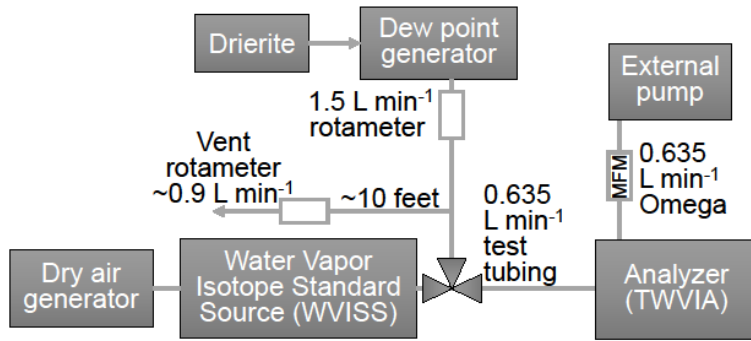 Drierite
Dew point
generator
External
pump
1.5 L min⁻¹
rotameter
Vent
rotameter
~0.9 L min⁻¹
~10 feet
0.635
L min⁻¹
test
tubing
MFM
0.635
L min⁻¹
Omega
Dry air
generator
Water Vapor
Isotope Standard
Source (WVISS)
Analyzer
(TWVIA)